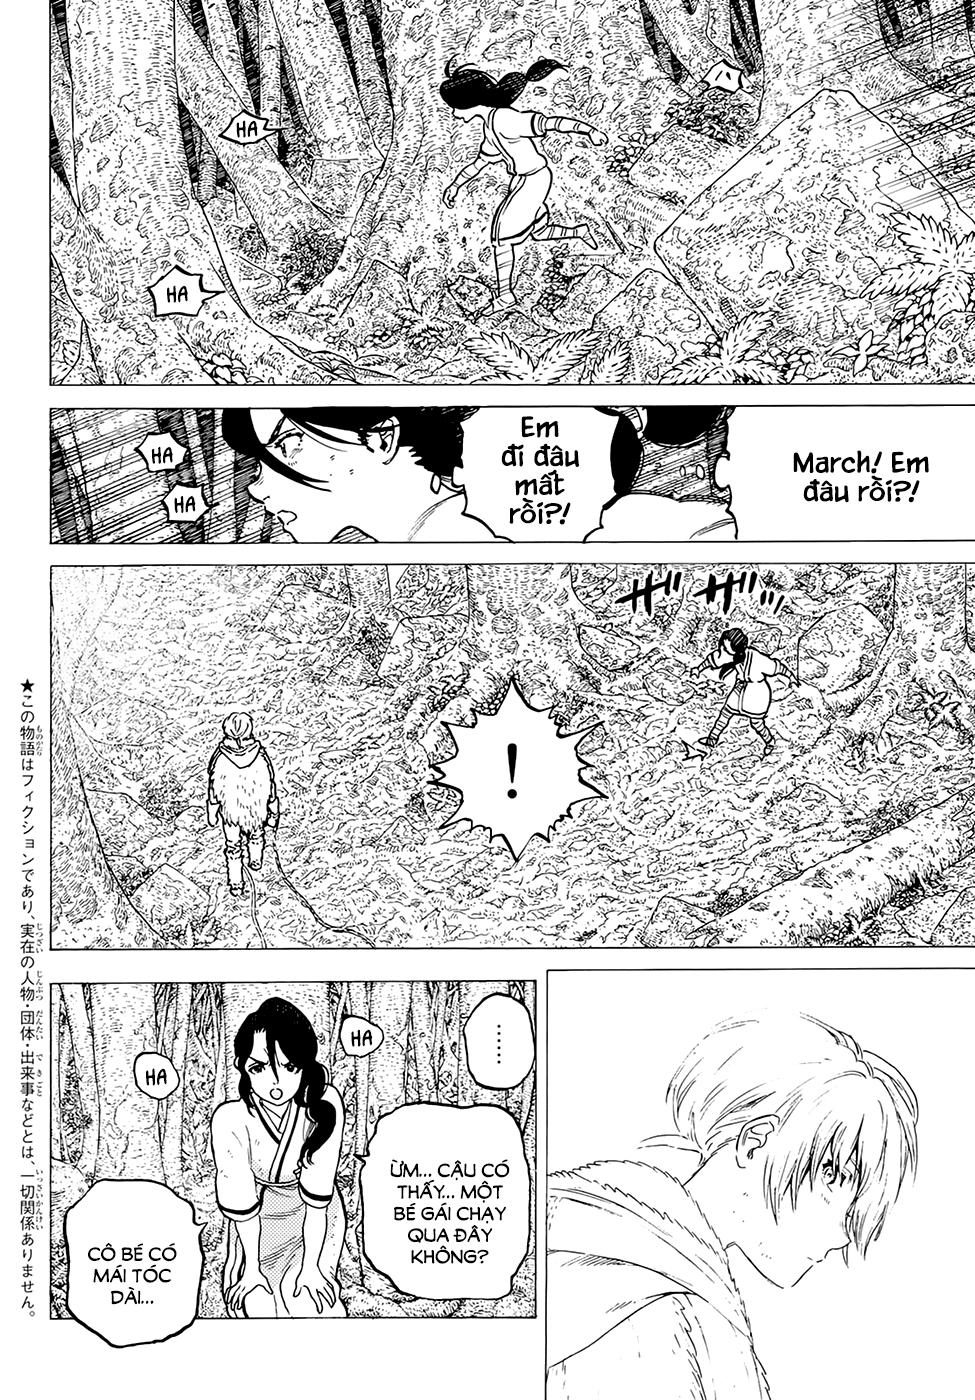 HA
HA
March! Em
đâu rồi?!
Em
đi đâu
mất
rồi?!
HA
HA
ザザッ
!
………
HA
HA
ỪM... CẬU CÓ
THẤY... MỘT
BÉ GÁI CHẠY
QUA ĐÂY
KHÔNG?
CÔ BÉ CÓ
MÁI TÓC
DÀI...
★この物語はフィクションであり、実在の人物・団体・出来事などとは、一切関係ありません。